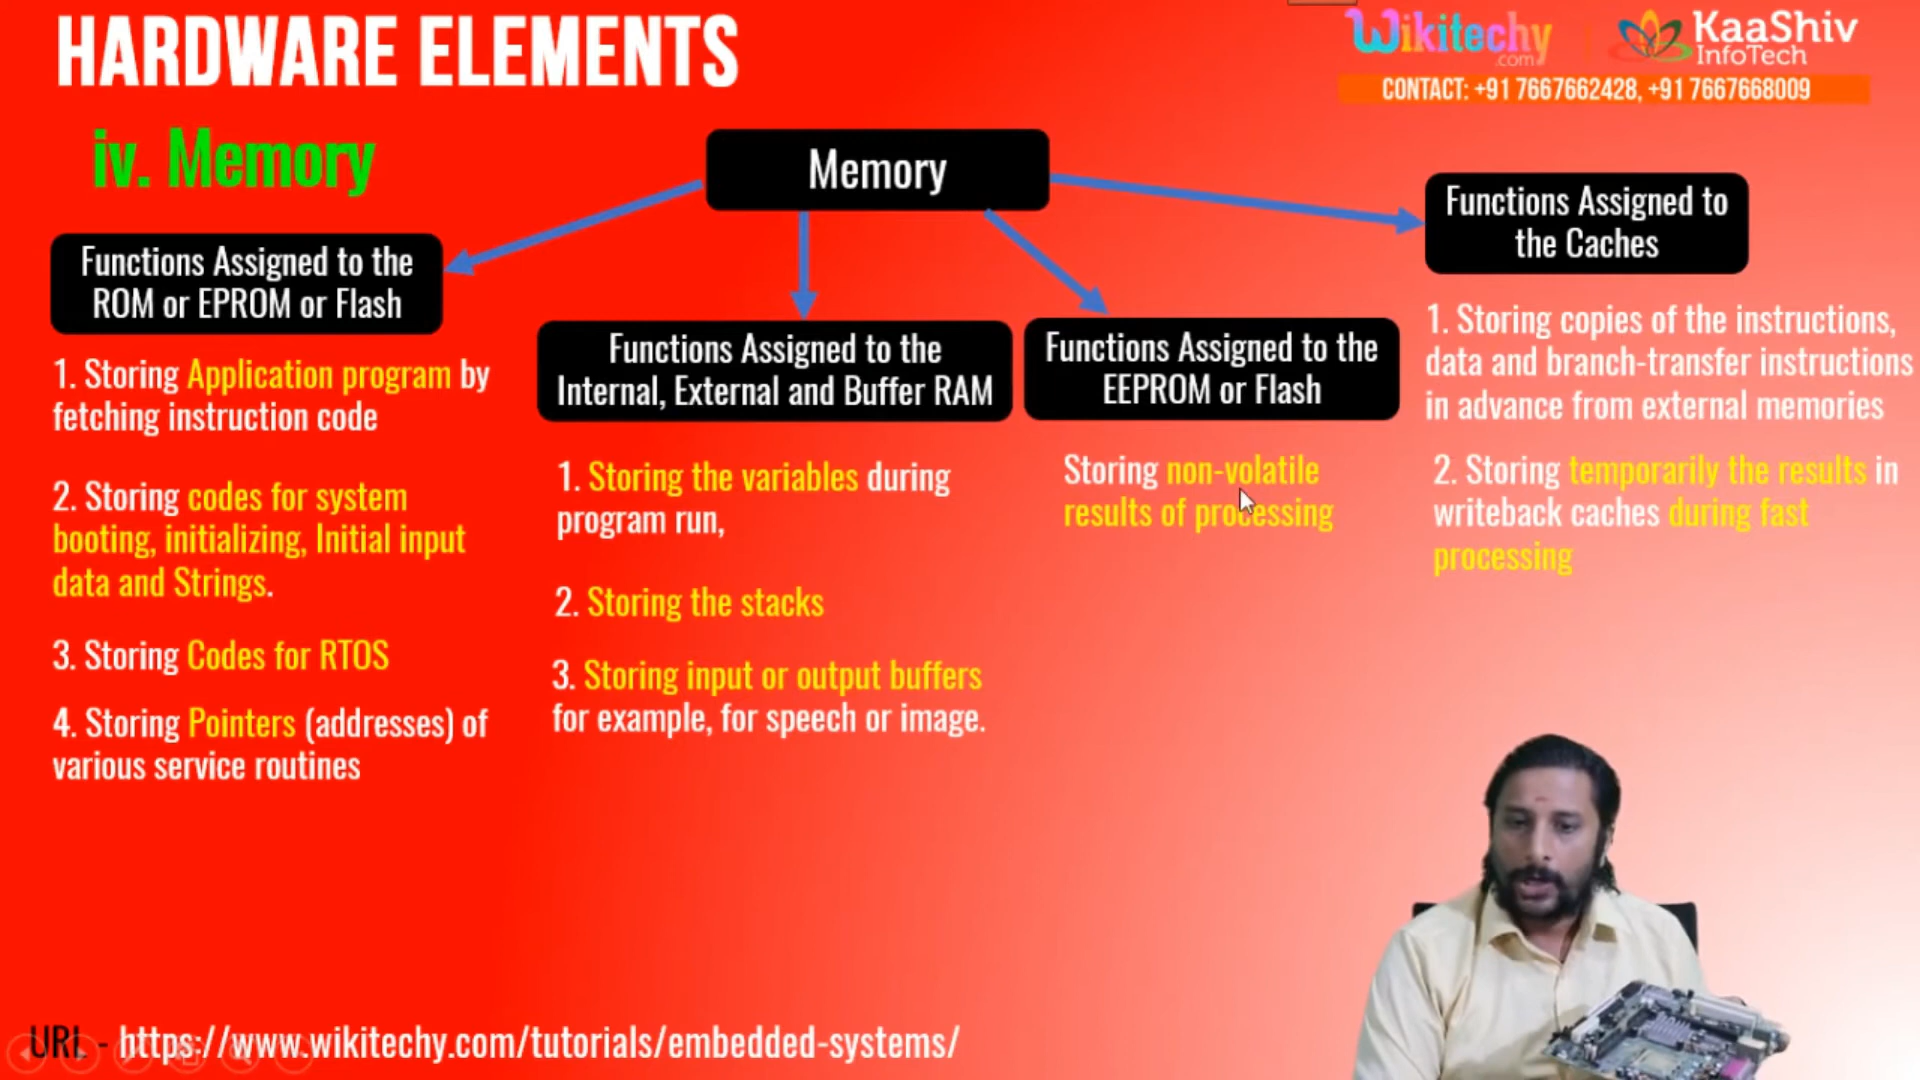 HARDWARE ELEMENTS
Wikitechy
.com
KaaShiv
InfoTech
CONTACT: +91 7667662428, +91 7667668009
iv. Memory
Memory
Functions Assigned to the
ROM or EPROM or Flash
1. Storing Application program by
fetching instruction code
2. Storing codes for system
booting, initializing, Initial input
data and Strings.
3. Storing Codes for RTOS
4. Storing Pointers (addresses) of
various service routines
Functions Assigned to the
Internal, External and Buffer RAM
1. Storing the variables during
program run,
2. Storing the stacks
3. Storing input or output buffers
for example, for speech or image.
Functions Assigned to the
EEPROM or Flash
Storing non-volatile
results of processing
Functions Assigned to
the Caches
1. Storing copies of the instructions,
data and branch-transfer instructions
in advance from external memories
2. Storing temporarily the results in
writeback caches during fast
processing
URL - https://www.wikitechy.com/tutorials/embedded-systems/